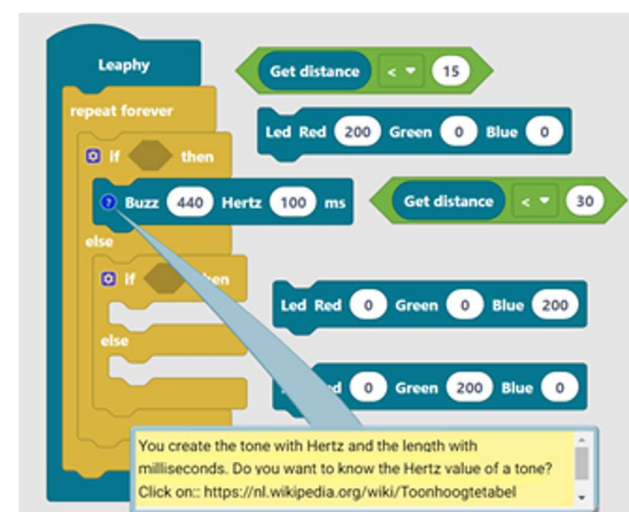 Leaphy
Get distance < 15
repeat forever
Led Red 200 Green 0 Blue 0
if then
? Buzz 440 Hertz 100 ms
Get distance < 30
else
if
Led Red 0 Green 0 Blue 200
else
0 Green 200 Blue 0
You create the tone with Hertz and the length with
milliseconds. Do you want to know the Hertz value of a tone?
Click on:: https://nl.wikipedia.org/wiki/Toonhoogtetabel